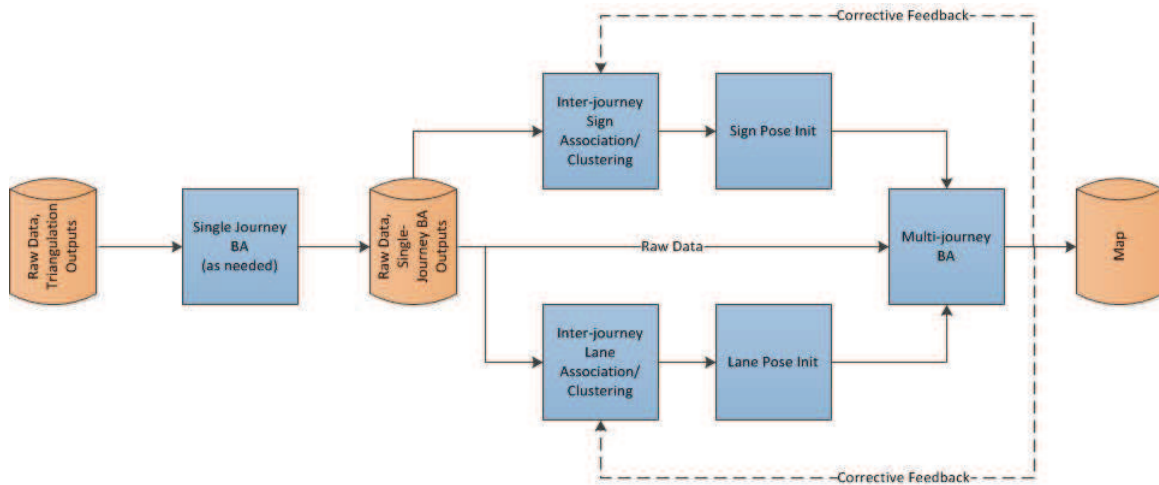 Corrective Feedback
Inter-journey
Sign
Association/
Clustering
Sign Pose Init
Raw Data,
Triangulation
Outputs
Single Journey
BA
(as needed)
Raw Data,
Single-
Journey BA
Outputs
Raw Data
Multi-journey
BA
Map
Inter-journey
Lane
Association/
Clustering
Lane Pose Init
Corrective Feedback